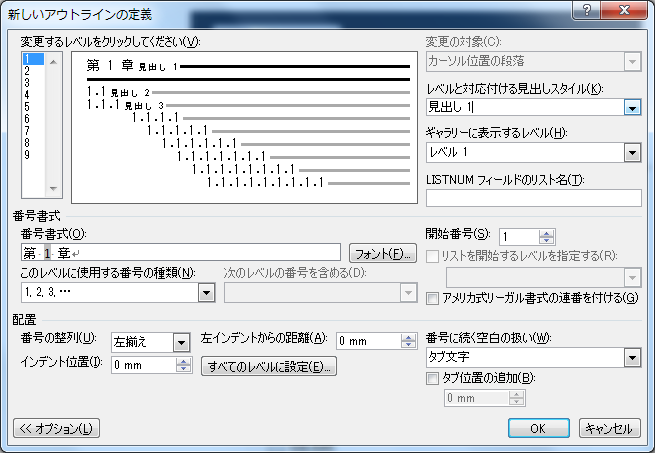 新しいアウトラインの定義
変更するレベルをクリックしてください(V):
1
2
3
4
5
6
7
8
9
第 1 章 見出し 1
1.1 見出し 2
1.1.1 見出し 3
1.1.1.1
1.1.1.1.1
1.1.1.1.1.1
1.1.1.1.1.1.1
1.1.1.1.1.1.1.1
1.1.1.1.1.1.1.1.1
変更の対象(C):
カーソル位置の段落
レベルと対応付ける見出しスタイル(K):
見出し 1
ギャラリーに表示するレベル(H):
レベル 1
LISTNUM フィールドのリスト名(T):
番号書式
番号書式(O):
第 1 章
フォント(F)...
このレベルに使用する番号の種類(N):
1, 2, 3, …
次のレベルの番号を含める(D):
開始番号(S):
1
リストを開始するレベルを指定する(R):
アメリカ式リーガル書式の連番を付ける(G)
配置
番号の整列(U):
左揃え
左インデントからの距離(A):
0 mm
インデント位置(I):
0 mm
すべてのレベルに設定(E)...
番号に続く空白の扱い(W):
タブ文字
タブ位置の追加(B):
0 mm
<< オプション(L)
OK
キャンセル